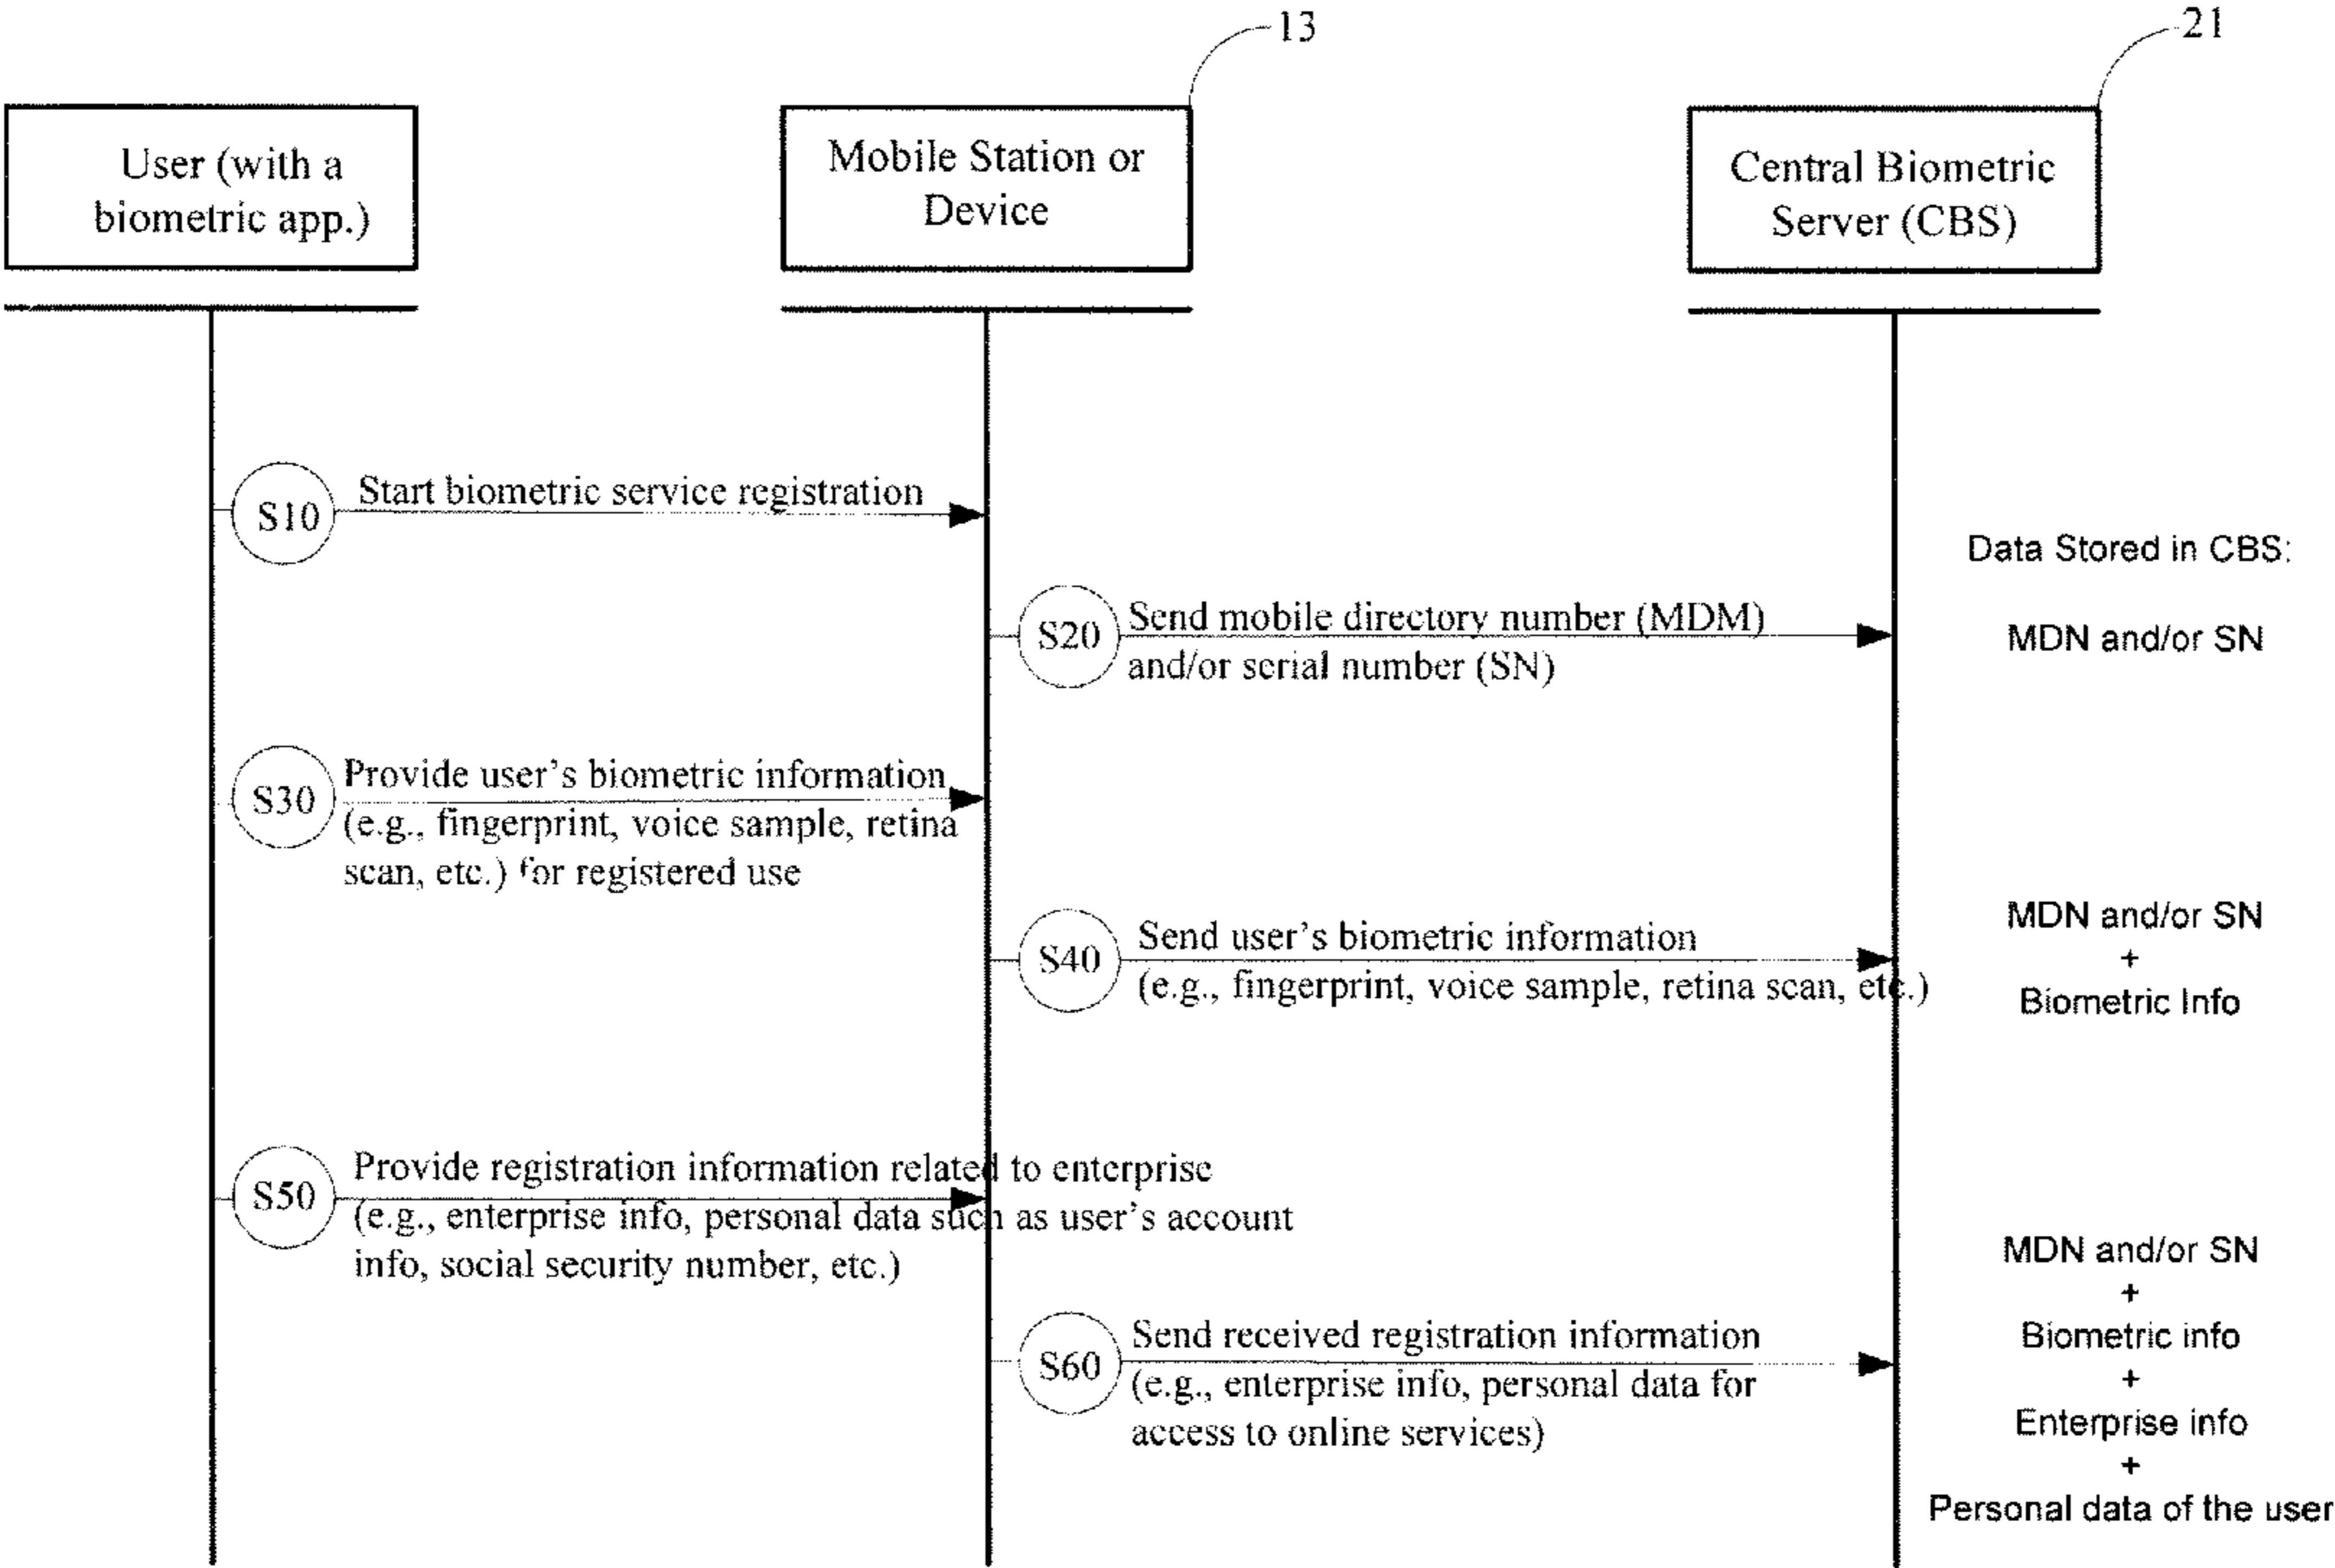 13
21
User (with a
biometric app.)
Mobile Station or
Device
Central Biometric
Server (CBS)
S10
Start biometric service registration
Data Stored in CBS:
S20
Send mobile directory number (MDM)
and/or serial number (SN)
MDN and/or SN
S30
Provide user's biometric information
(e.g., fingerprint, voice sample, retina
scan, etc.) for registered use
S40
Send user's biometric information
(e.g., fingerprint, voice sample, retina scan, etc.)
MDN and/or SN
+
Biometric Info
S50
Provide registration information related to enterprise
(e.g., enterprise info, personal data such as user's account
info, social security number, etc.)
S60
Send received registration information
(e.g., enterprise info, personal data for
access to online services)
MDN and/or SN
+
Biometric info
+
Enterprise info
+
Personal data of the user